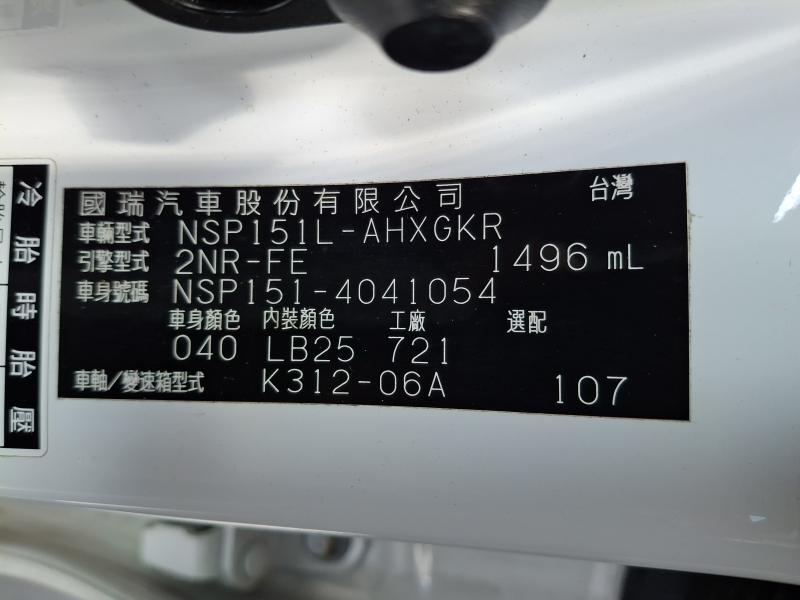 國瑞汽車股份有限公司 台灣
車輛型式 NSP151L-AHXGKR
引擎型式 2NR-FE 1496 mL
車身號碼 NSP151-4041054
車身顏色 內裝顏色 工廠 選配
040 LB25 721
車軸/變速箱型式 K312-06A 107
冷胎時胎壓